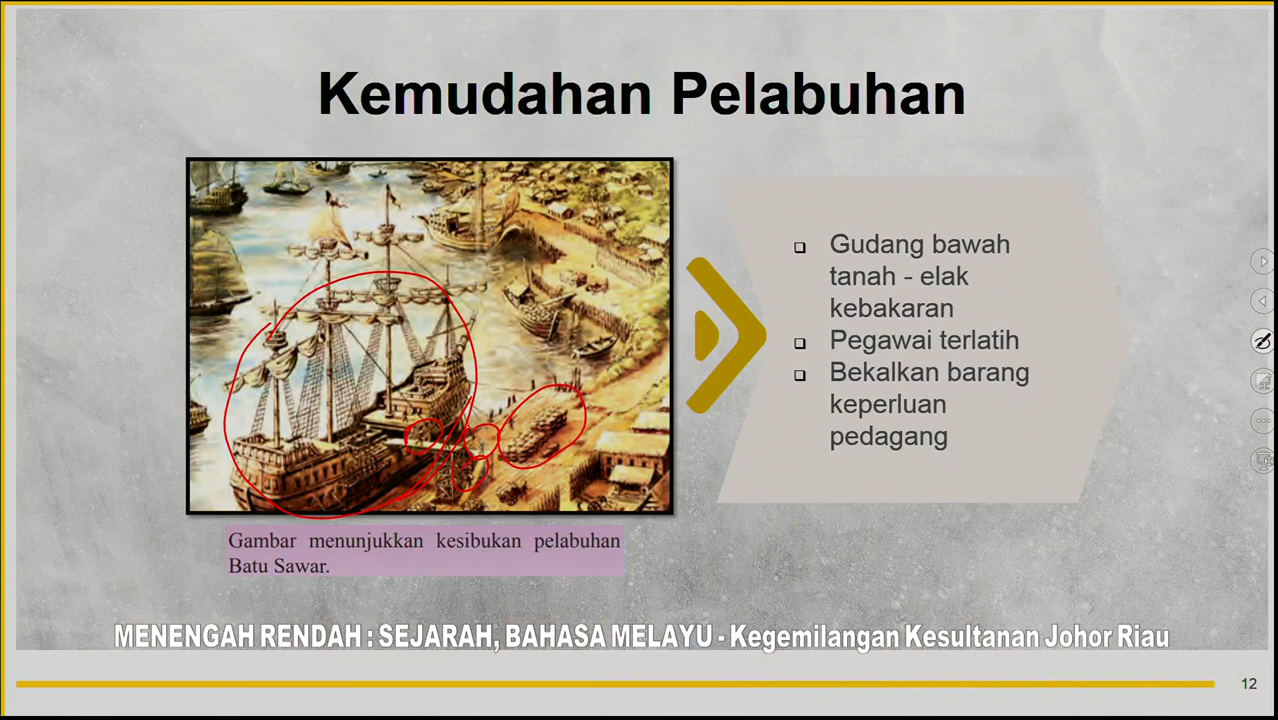 Kemudahan Pelabuhan
Gudang bawah
tanah - elak
kebakaran
Pegawai terlatih
Bekalkan barang
keperluan
pedagang
Gambar menunjukkan kesibukan pelabuhan
Batu Sawar.
MENENGAH RENDAH : SEJARAH, BAHASA MELAYU - Kegemilangan Kesultanan Johor Riau
12